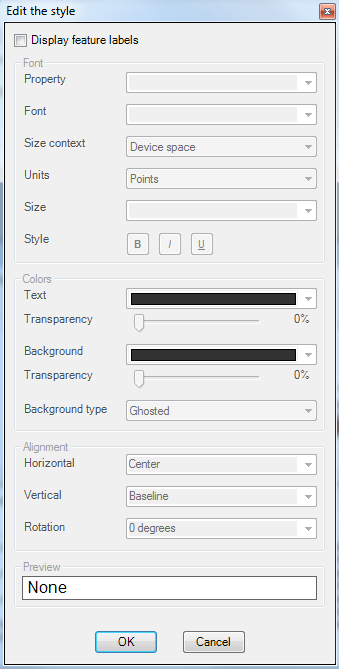 Edit the style
Display feature labels
Font
Property
Font
Size context Device space
Units Points
Size
Style B I U
Colors
Text
Transparency 0%
Background
Transparency 0%
Background type Ghosted
Alignment
Horizontal Center
Vertical Baseline
Rotation 0 degrees
Preview
None
OK Cancel